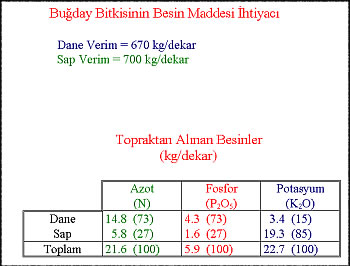 Buğday Bitkisinin Besin Maddesi İhtiyacı
Dane Verim = 670 kg/dekar
Sap Verim = 700 kg/dekar
Topraktan Alınan Besinler
(kg/dekar)
Azot Fosfor Potasyum
(N) (P₂O₅) (K₂O)
Dane 14.8 (73) 4.3 (73) 3.4 (15)
Sap 5.8 (27) 1.6 (27) 19.3 (85)
Toplam 21.6 (100) 5.9 (100) 22.7 (100)